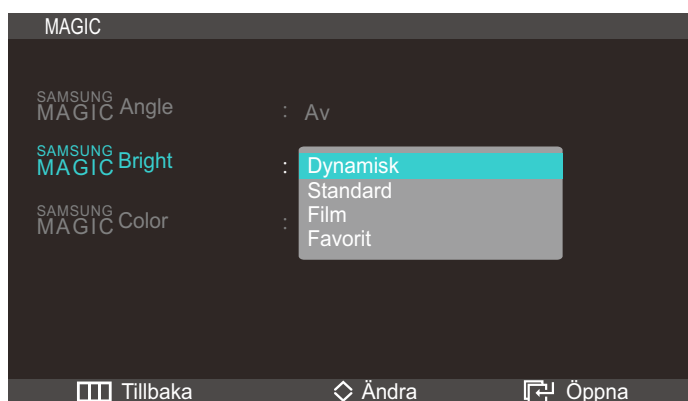 MAGIC
SAMSUNG
MAGIC Angle : Av
SAMSUNG
MAGIC Bright : Dynamisk
Standard
Film
Favorit
SAMSUNG
MAGIC Color :
Tillbaka Ändra Öppna